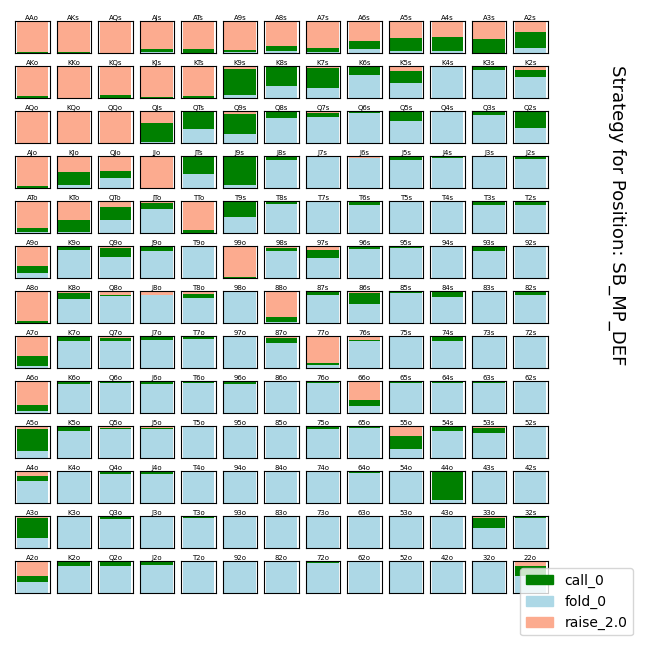 AAo AKs AQs AJs ATs A9s A8s A7s A6s A5s A4s A3s A2s
AKo KKo KQs KJs KTs K9s K8s K7s K6s K5s K4s K3s K2s
AQo KQo QQo QJs QTs Q9s Q8s Q7s Q6s Q5s Q4s Q3s Q2s
AJo KJo QJo JJo JTs J9s J8s J7s J6s J5s J4s J3s J2s
ATo KTo QTo JTo TTo T9s T8s T7s T6s T5s T4s T3s T2s
A9o K9o Q9o J9o T9o 99o 98s 97s 96s 95s 94s 93s 92s
A8o K8o Q8o J8o T8o 98o 88o 87s 86s 85s 84s 83s 82s
A7o K7o Q7o J7o T7o 97o 87o 77o 76s 75s 74s 73s 72s
A6o K6o Q6o J6o T6o 96o 86o 76o 66o 65s 64s 63s 62s
A5o K5o Q5o J5o T5o 95o 85o 75o 65o 55o 54s 53s 52s
A4o K4o Q4o J4o T4o 94o 84o 74o 64o 54o 44o 43s 42s
A3o K3o Q3o J3o T3o 93o 83o 73o 63o 53o 43o 33o 32s
A2o K2o Q2o J2o T2o 92o 82o 72o 62o 52o 42o 32o 22o
Strategy for Position: SB_MP_DEF
call_0
fold_0
raise_2.0